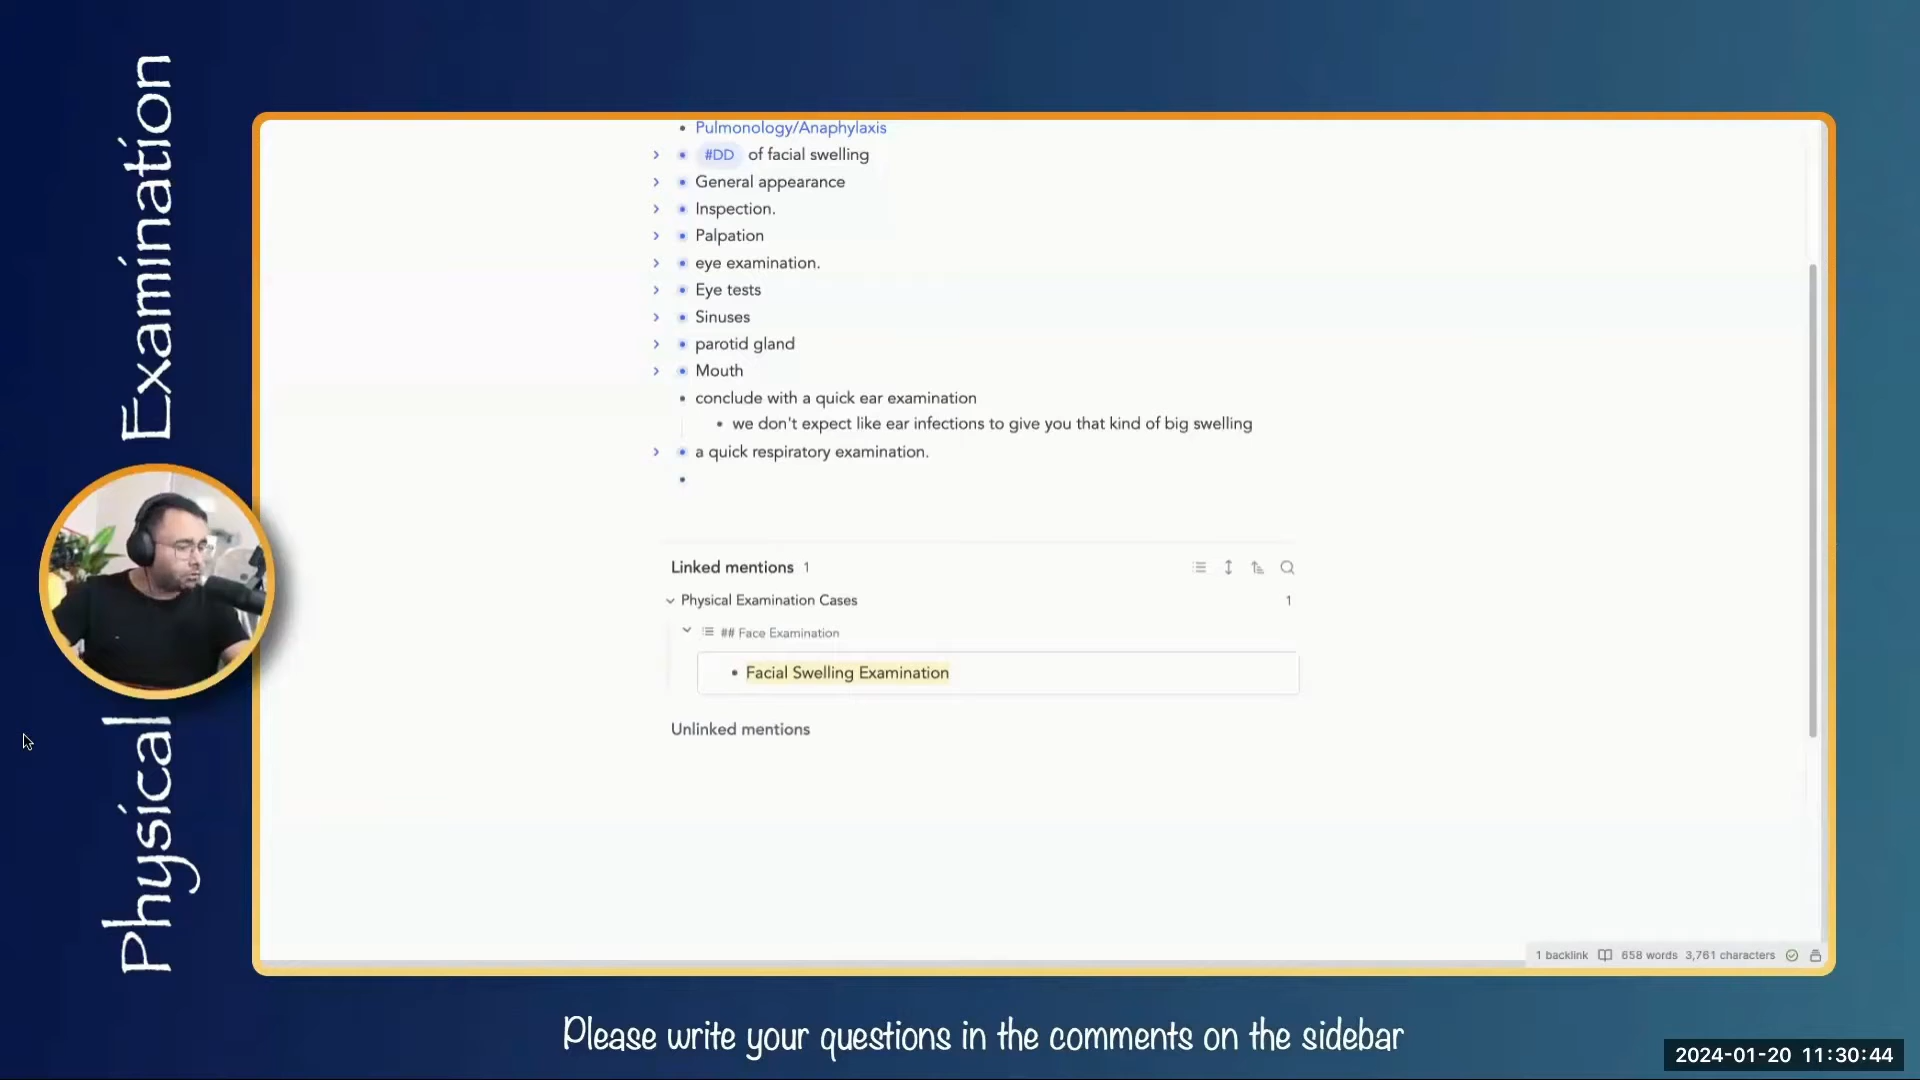 Physical Examination
Pulmonology/Anaphylaxis
#DD of facial swelling
General appearance
Inspection.
Palpation
eye examination.
Eye tests
Sinuses
parotid gland
Mouth
conclude with a quick ear examination
we don't expect like ear infections to give you that kind of big swelling
a quick respiratory examination.
Linked mentions 1
Physical Examination Cases 1
## Face Examination
Facial Swelling Examination
Unlinked mentions
1 backlink 658 words 3,761 characters
Please write your questions in the comments on the sidebar
2024-01-20 11:30:44